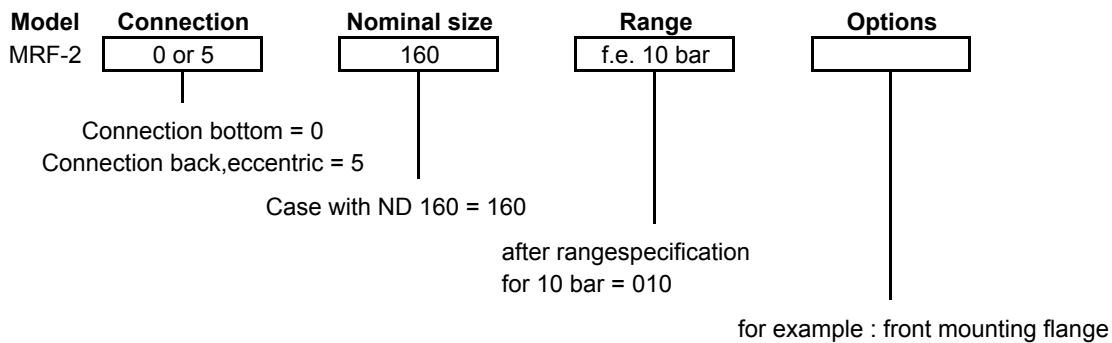 Model Connection Nominal size Range Options
MRF-2 0 or 5 160 f.e. 10 bar
Connection bottom = 0
Connection back,eccentric = 5
Case with ND 160 = 160
after rangespecification
for 10 bar = 010
for example : front mounting flange